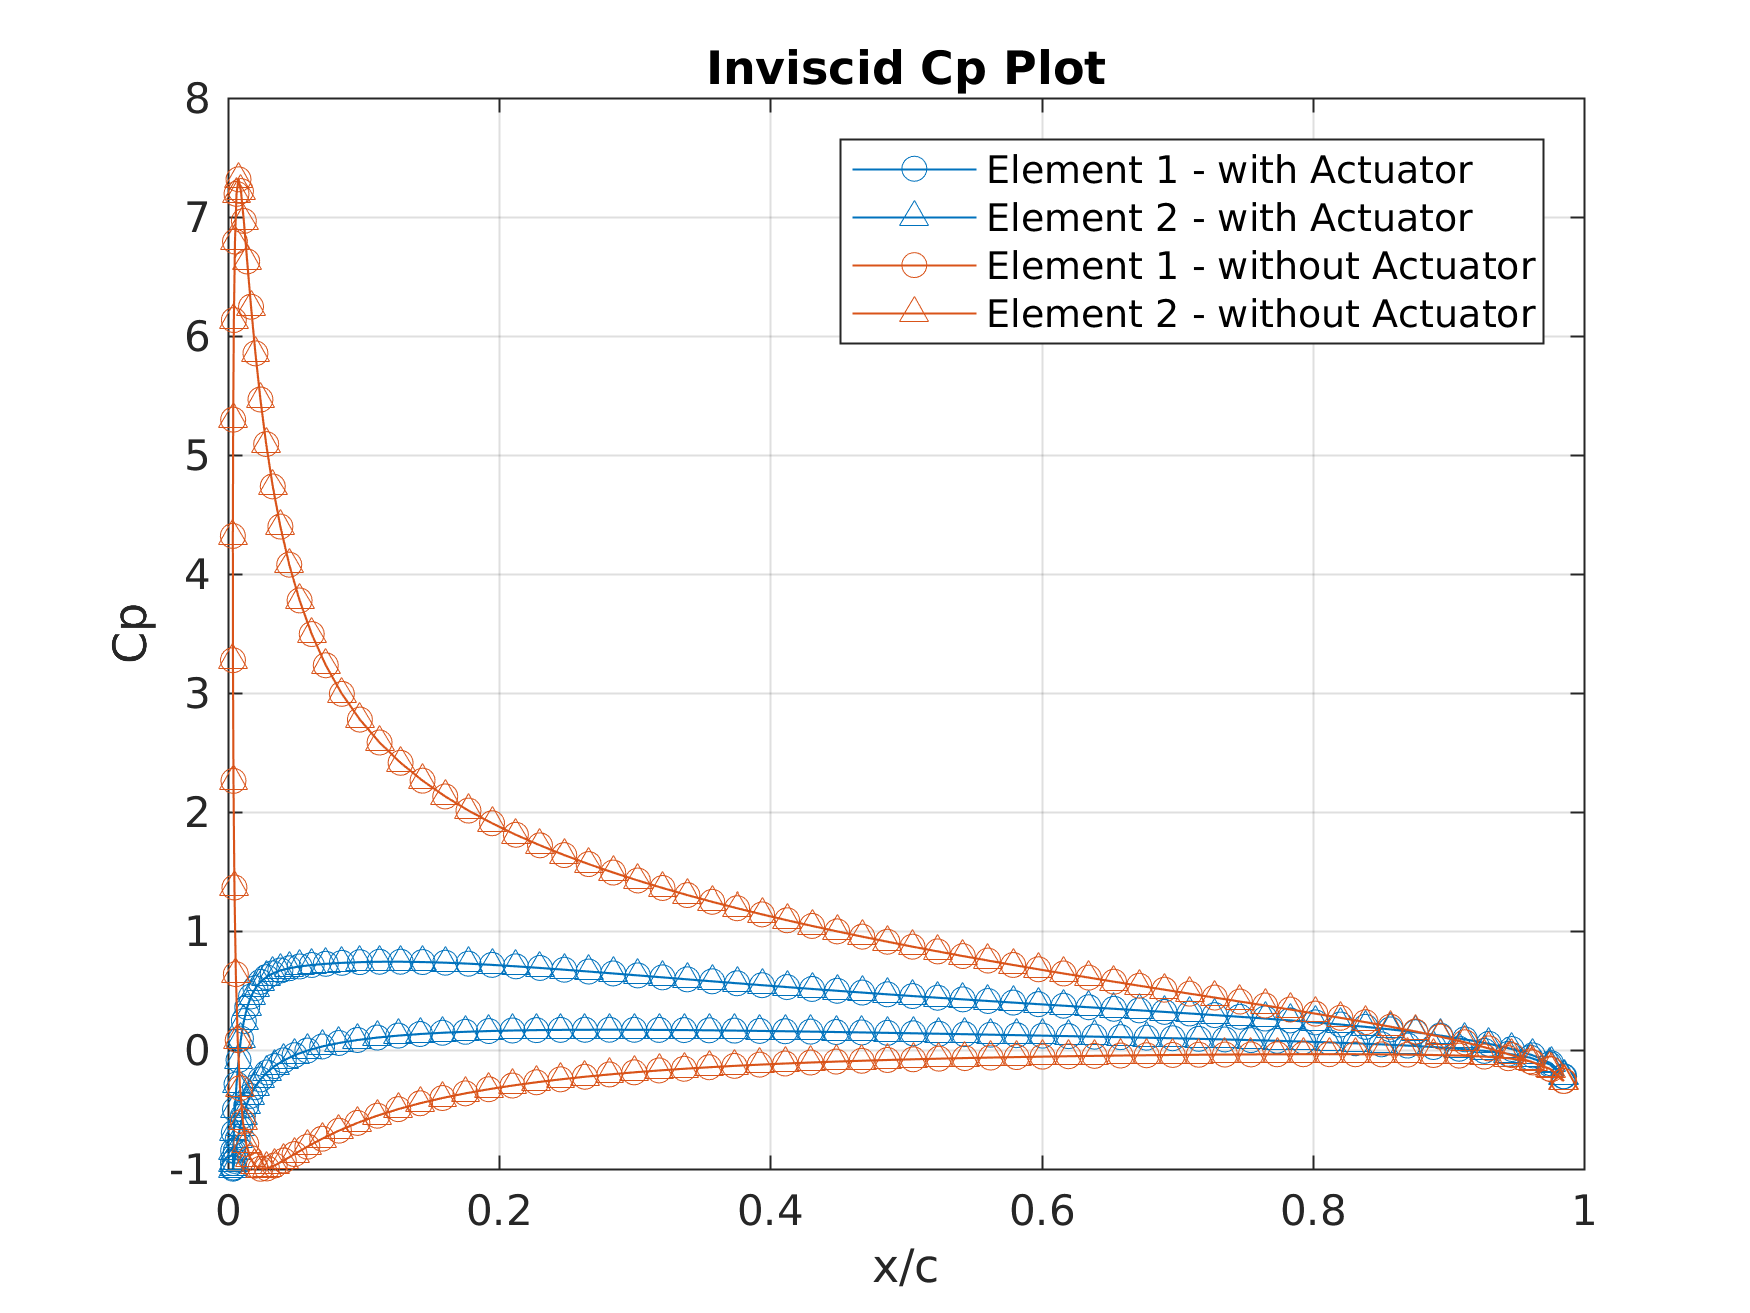 Inviscid Cp Plot
8
7
6
5
4
3
2
1
0
-1
Cp
Element 1 - with Actuator
Element 2 - with Actuator
Element 1 - without Actuator
Element 2 - without Actuator
0 0.2 0.4 0.6 0.8 1
x/c